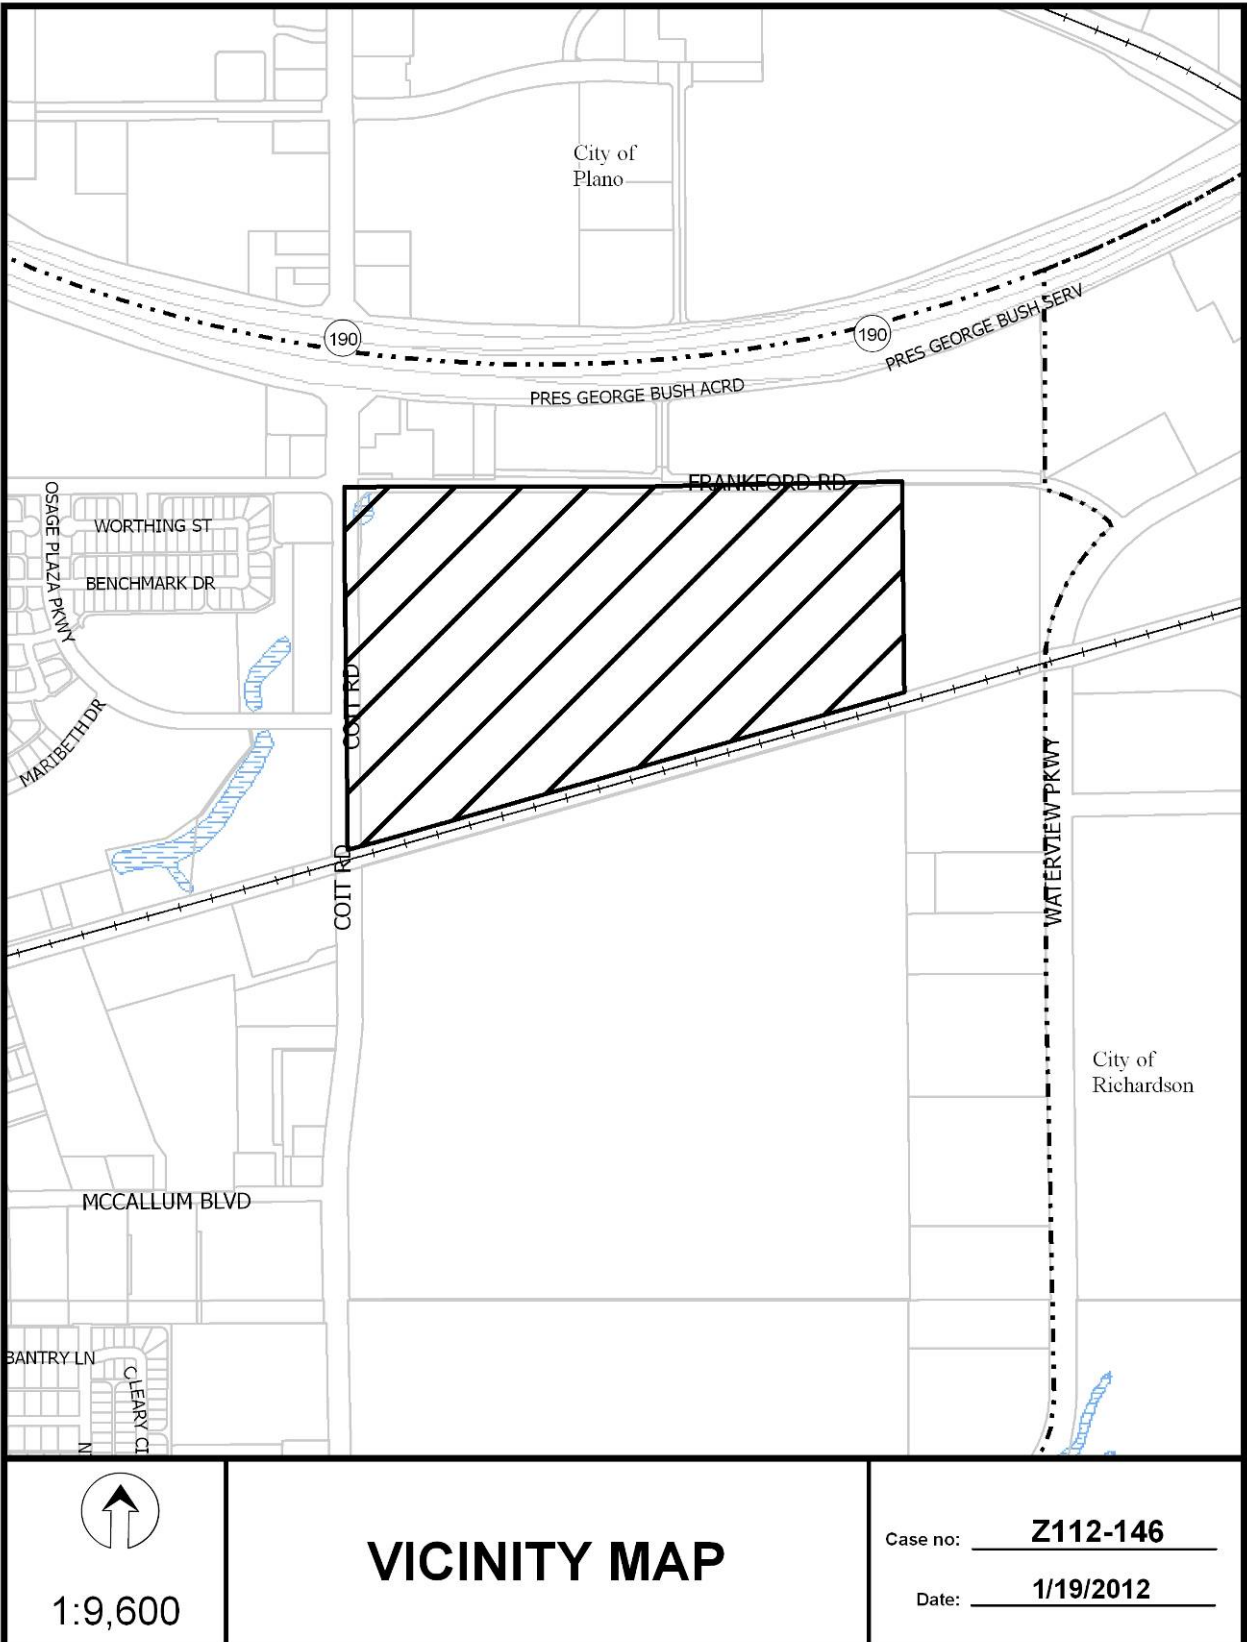 City of
Plano
190
190
PRES GEORGE BUSH SERV
PRES GEORGE BUSH ACRD
FRANKFORD RD
OSAGE PLAZA PKWY
WORTHING ST
BENCHMARK DR
COIT RD
MARIBETH DR
WATERVIEW PKWY
COIT RD
City of
Richardson
MCCALLUM BLVD
BANTRY LN
CLEARY CI
N
1:9,600
VICINITY MAP
Case no: Z112-146
Date: 1/19/2012